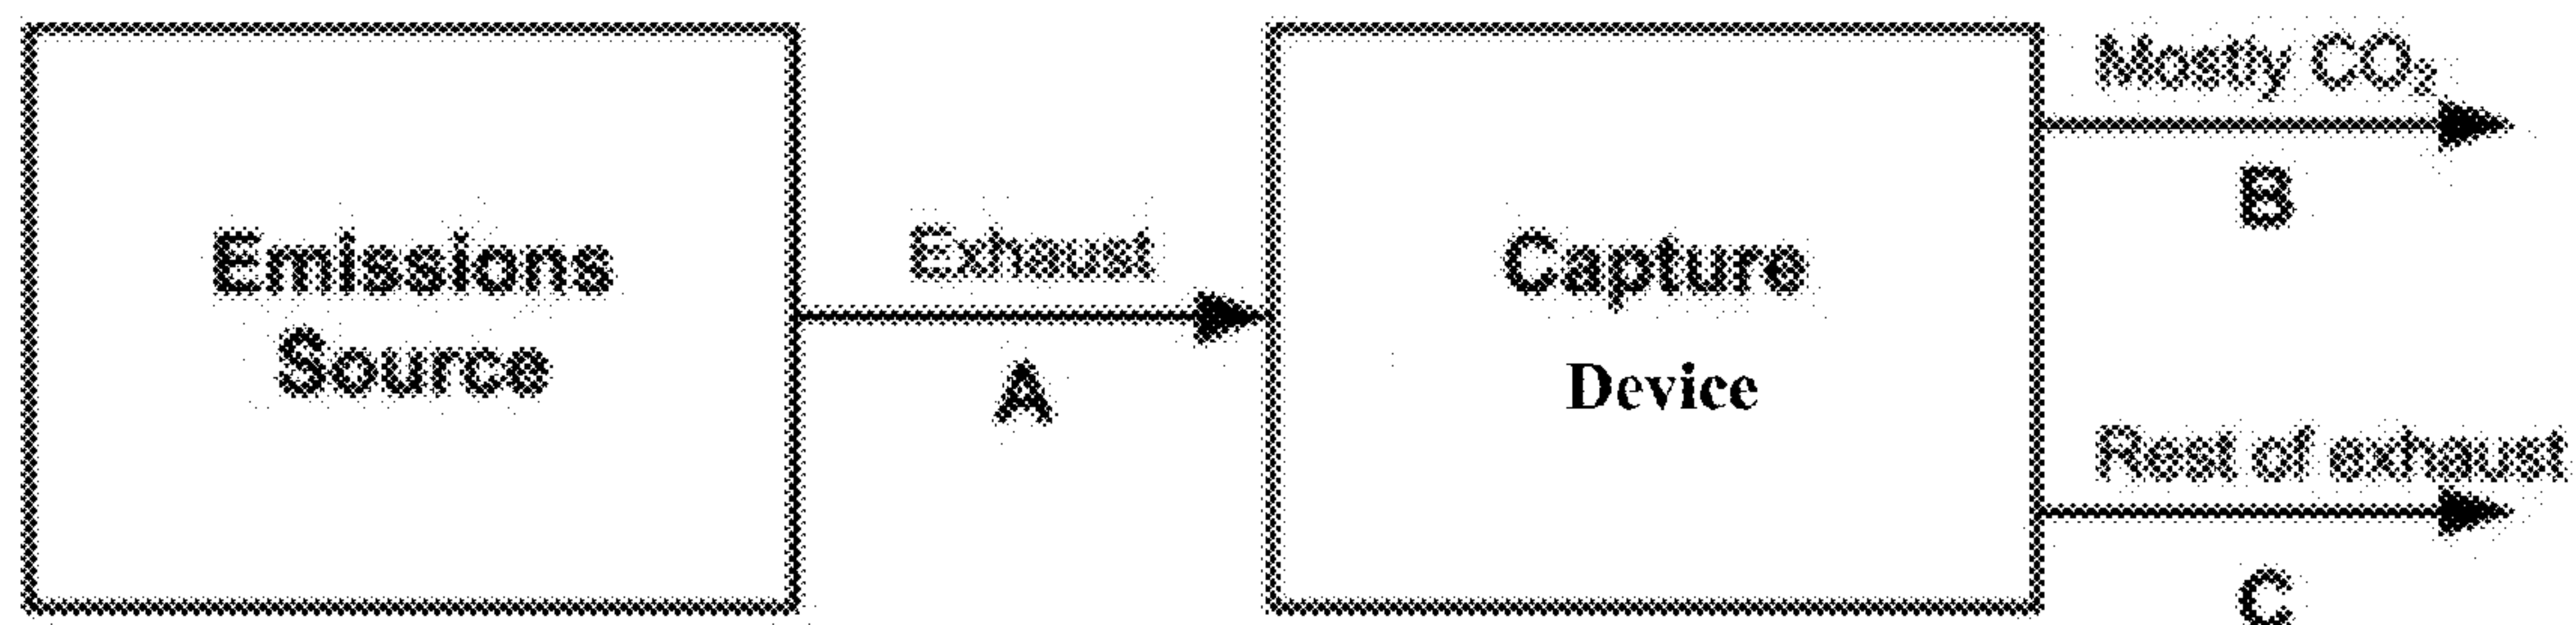 Emissions
Source
Exhaust
A
Capture
Device
Mostly CO₂
B
Rest of exhaust
C